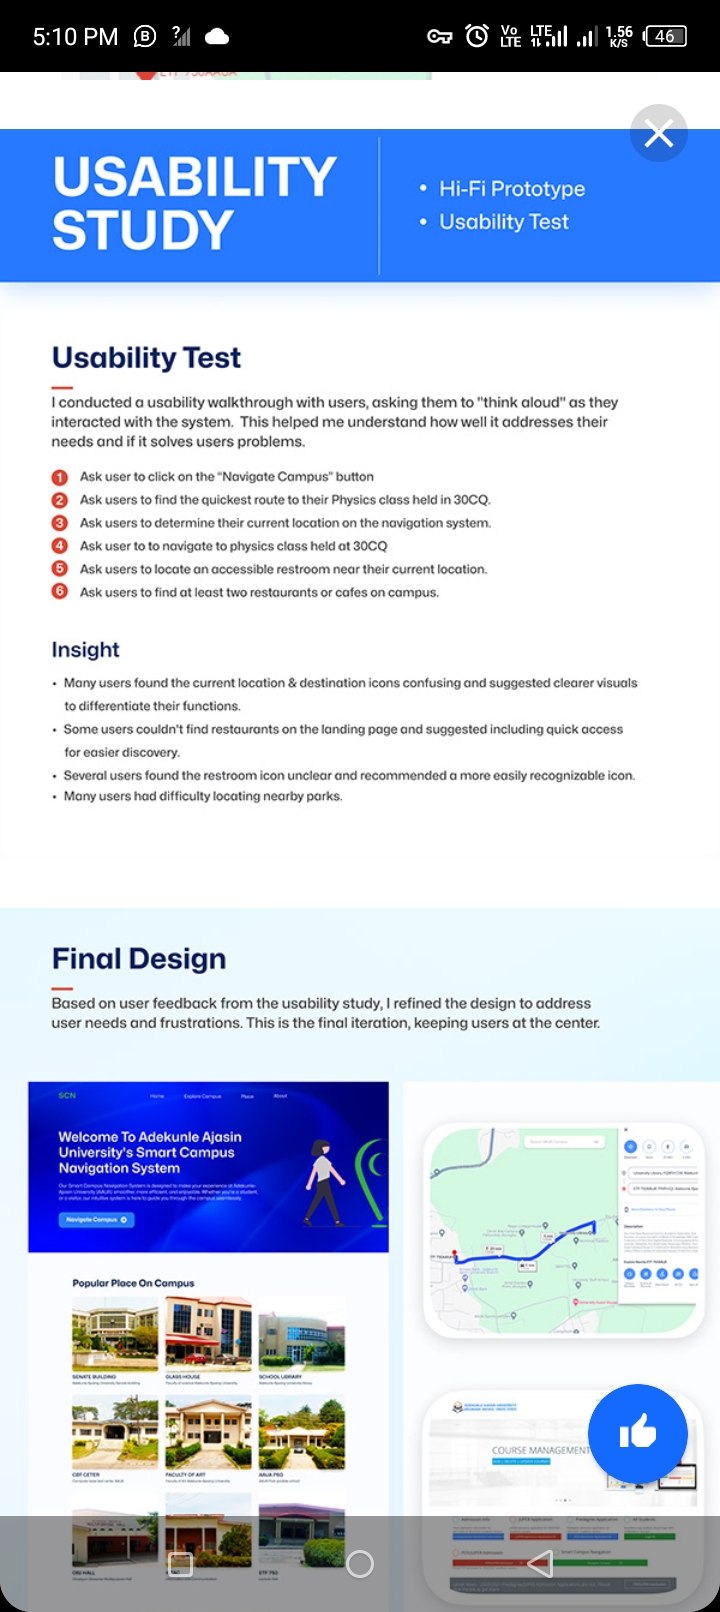 5:10 PM
Vo LTE
LTE
1.56 K/S
46
USABILITY
STUDY
• Hi-Fi Prototype
• Usability Test
Usability Test
I conducted a usability walkthrough with users, asking them to "think aloud" as they
interacted with the system. This helped me understand how well it addresses their
needs and if it solves users problems.
1 Ask user to click on the "Navigate Campus" button
2 Ask users to find the quickest route to their Physics class held in 30CQ.
3 Ask users to determine their current location on the navigation system.
4 Ask user to to navigate to physics class held at 30CQ
5 Ask users to locate an accessible restroom near their current location.
6 Ask users to find at least two restaurants or cafes on campus.
Insight
• Many users found the current location & destination icons confusing and suggested clearer visuals
to differentiate their functions.
• Some users couldn't find restaurants on the landing page and suggested including quick access
for easier discovery.
• Several users found the restroom icon unclear and recommended a more easily recognizable icon.
• Many users had difficulty locating nearby parks.
Final Design
Based on user feedback from the usability study, I refined the design to address
user needs and frustrations. This is the final iteration, keeping users at the center.
SCN
Home Explore Campus Place About
Welcome To Adekunle Ajasin
University's Smart Campus
Navigation System
Navigate Campus
Popular Place On Campus
SENATE BUILDING GLASS HOUSE SCHOOL LIBRARY
CBT CETER FACULTY OF ART AAUA PSG
OBJ HALL ETF 750
COURSE MANAGEMENT